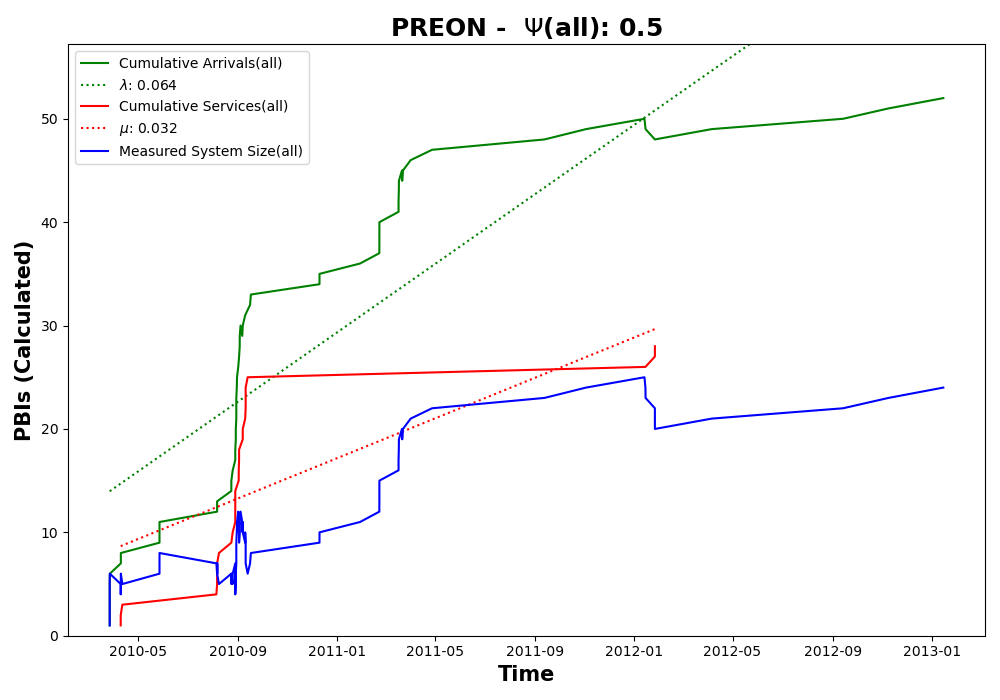 PREON - Ψ(all): 0.5
Cumulative Arrivals(all)
λ: 0.064
Cumulative Services(all)
μ: 0.032
Measured System Size(all)
PBIs (Calculated)
50
40
30
20
10
0
2010-05 2010-09 2011-01 2011-05 2011-09 2012-01 2012-05 2012-09 2013-01
Time